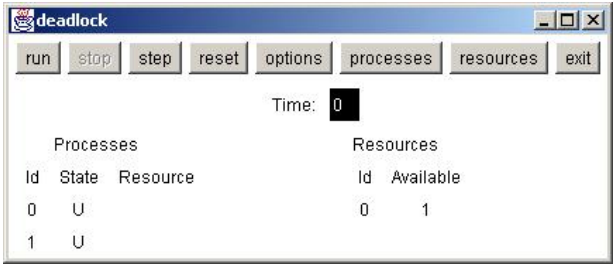 deadlock
run stop step reset options processes resources exit
Time: 0
Processes Resources
Id State Resource Id Available
0 U 0 1
1 U